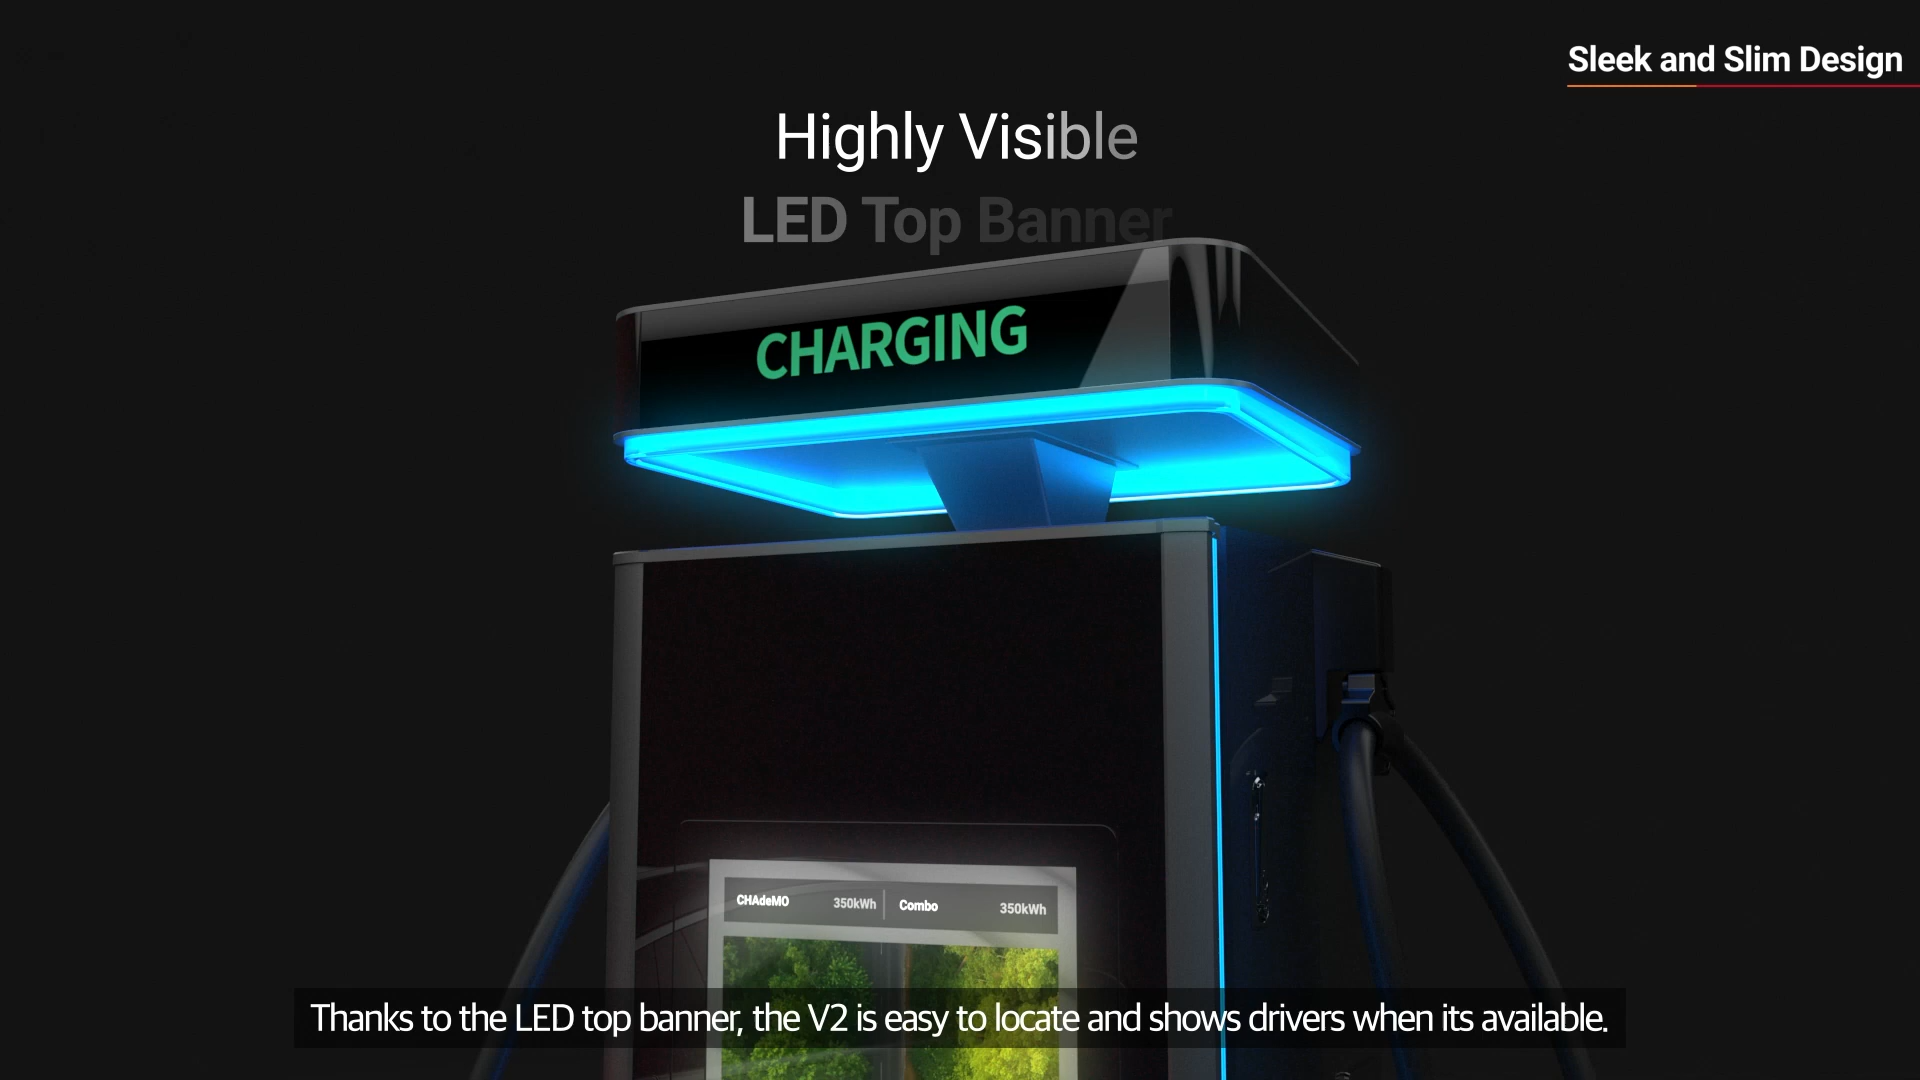 Sleek and Slim Design
Highly Visible
LED Top Banner
CHARGING
CHAdeMO 350kWh Combo 350kWh
Thanks to the LED top banner, the V2 is easy to locate and shows drivers when its available.